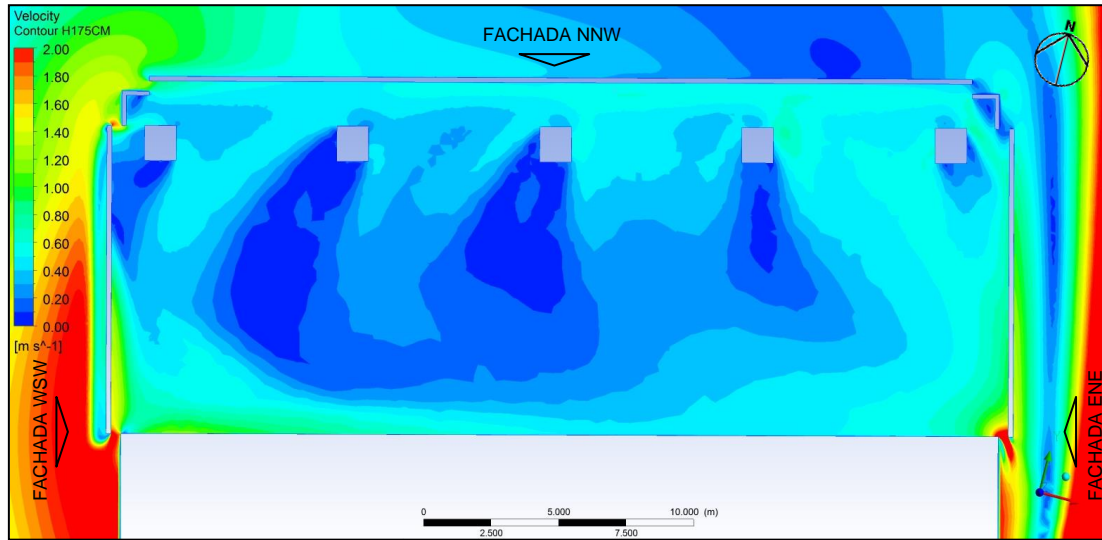 Velocity
Contour H175CM
2.00
1.80
1.60
1.40
1.20
1.00
0.80
0.60
0.40
0.20
0.00
[m s^-1]
FACHADA NNW
N
FACHADA WSW
FACHADA ENE
0 5.000 10.000 (m)
2.500 7.500